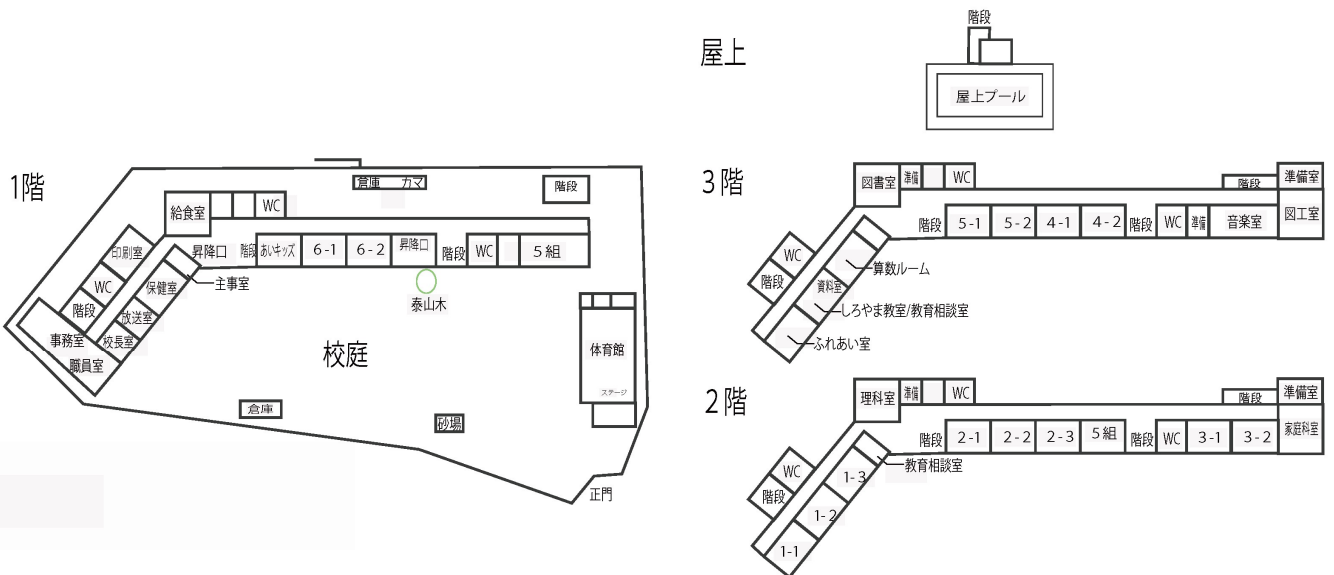 1階
倉庫 カマ
階段
給食室
WC
印刷室
WC
階段
事務室
職員室
校長室
放送室
保健室
主事室
昇降口
階段
あいキッズ
6-1
6-2
昇降口
階段
WC
5組
泰山木
校庭
体育館
ステージ
倉庫
砂場
正門
屋上
階段
屋上プール
3階
図書室
準備
WC
階段
準備室
階段
5-1
5-2
4-1
4-2
階段
WC
準備
音楽室
図工室
WC
階段
資料室
算数ルーム
しろやま教室/教育相談室
ふれあい室
2階
理科室
準備
WC
階段
準備室
階段
2-1
2-2
2-3
5組
階段
WC
3-1
3-2
家庭科室
WC
階段
教育相談室
1-3
1-2
1-1